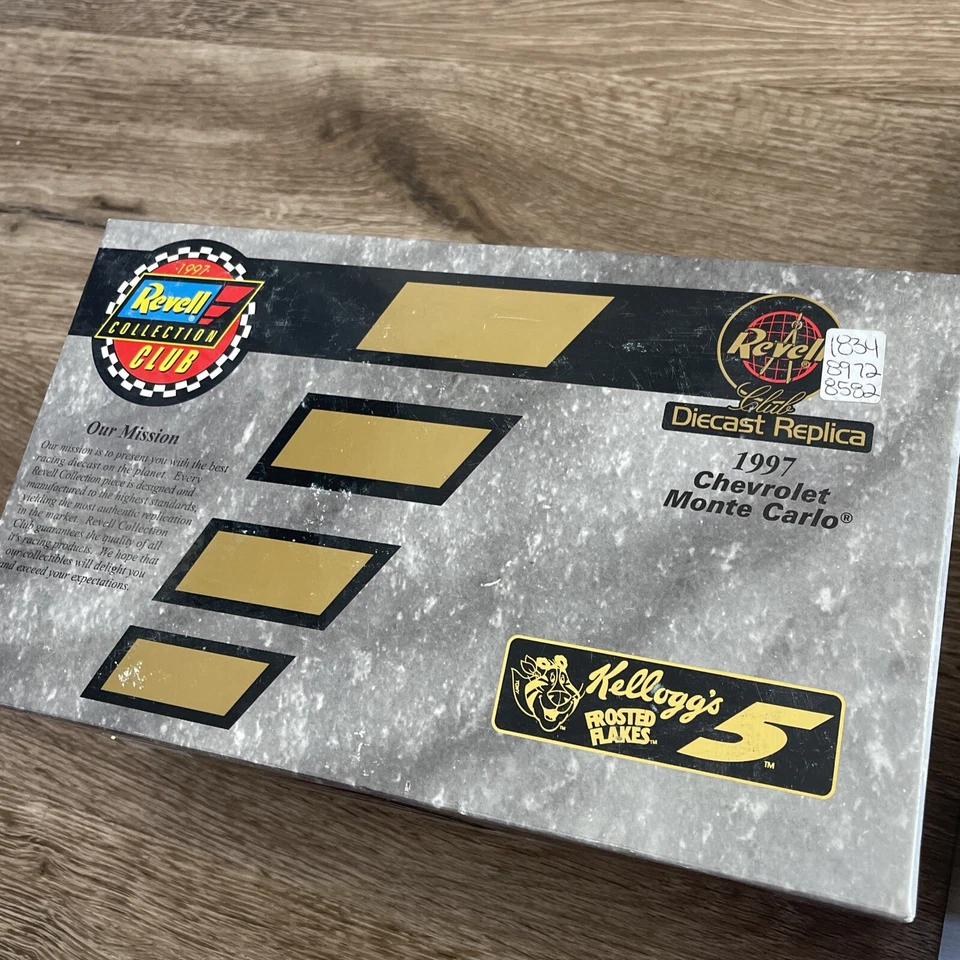 1997
Revell
COLLECTION
CLUB
Our Mission
Our mission is to present you with the best
racing diecast on the planet. Every
Revell Collection piece is designed and
manufactured to the highest standards,
yielding the most authentic replication
in the market. Revell Collection
Club guarantees the quality of all
it's racing products. We hope that
our collectibles will delight you
and exceed your expectations.
Revell
1834
8972
8582
Club
Diecast Replica
1997
Chevrolet
Monte Carlo®
Kellogg's
FROSTED
FLAKES™
5™